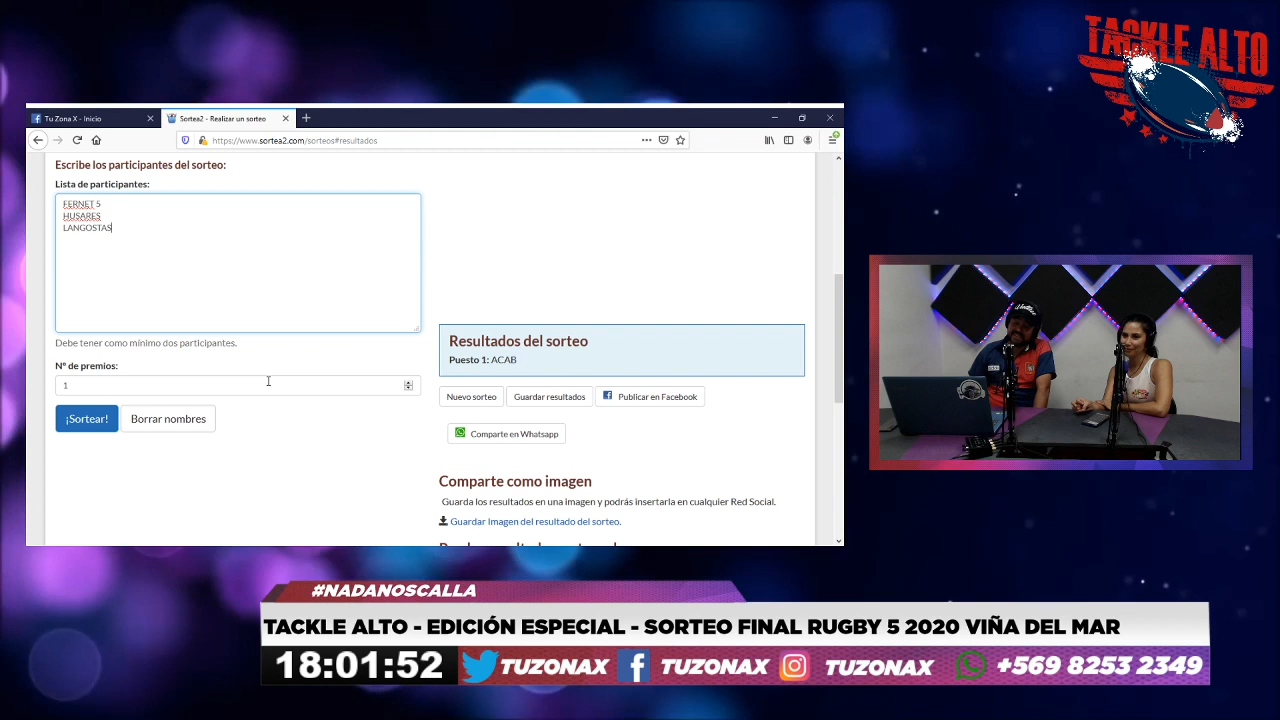 TACKLE ALTO
Tu Zona X - Inicio
Sortea2 - Realizar un sorteo
https://www.sortea2.com/sorteos#resultados
Escribe los participantes del sorteo:
Lista de participantes:
FERNET 5
HUSARES
LANGOSTAS
Debe tener como mínimo dos participantes.
Nº de premios:
1
¡Sortear!
Borrar nombres
Resultados del sorteo
Puesto 1: ACAB
Nuevo sorteo
Guardar resultados
Publicar en Facebook
Comparte en Whatsapp
Comparte como imagen
Guarda los resultados en una imagen y podrás insertarla en cualquier Red Social.
Guardar Imagen del resultado del sorteo.
#NADANOSCALLA
TACKLE ALTO - EDICIÓN ESPECIAL - SORTEO FINAL RUGBY 5 2020 VIÑA DEL MAR
18:01:52 TUZONAX TUZONAX TUZONAX +569 8253 2349